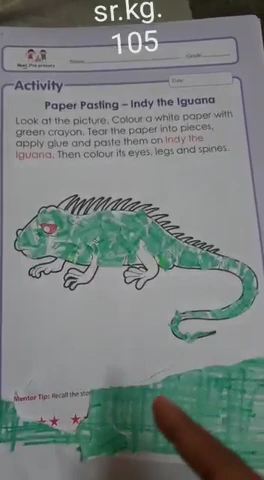 sr.kg.
105
Name
Grade
Activity
Date:
Paper Pasting – Indy the Iguana
Look at the picture. Colour a white paper with
green crayon. Tear the paper into pieces,
apply glue and paste them on Indy the
Iguana. Then colour its eyes, legs and spines.
Mentor Tip: Recall the